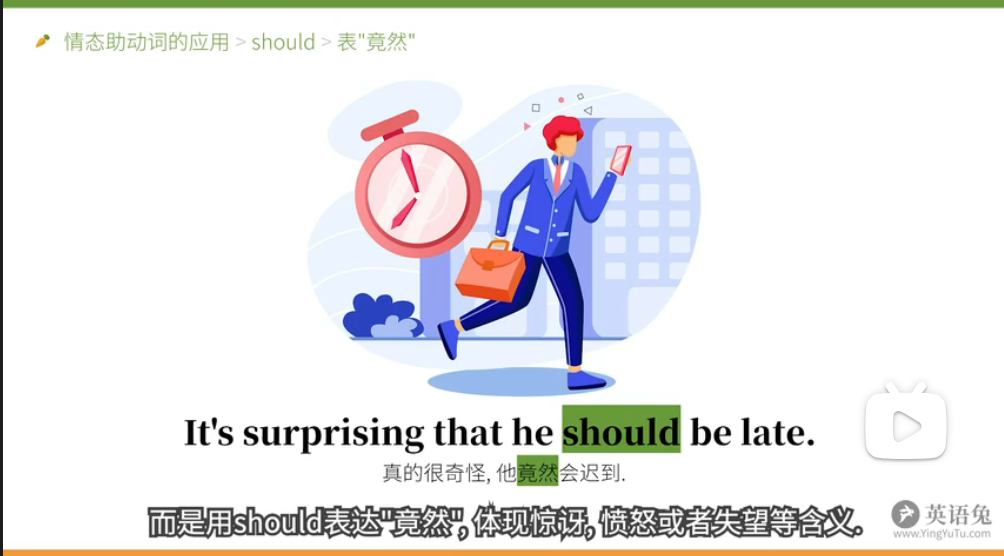 情态助动词的应用 > should > 表"竟然"
It's surprising that he should be late.
真的很奇怪, 他竟然会迟到.
而是用should表达"竟然", 体现惊讶, 愤怒或者失望等含义.
英语兔
www.YingYuTu.com